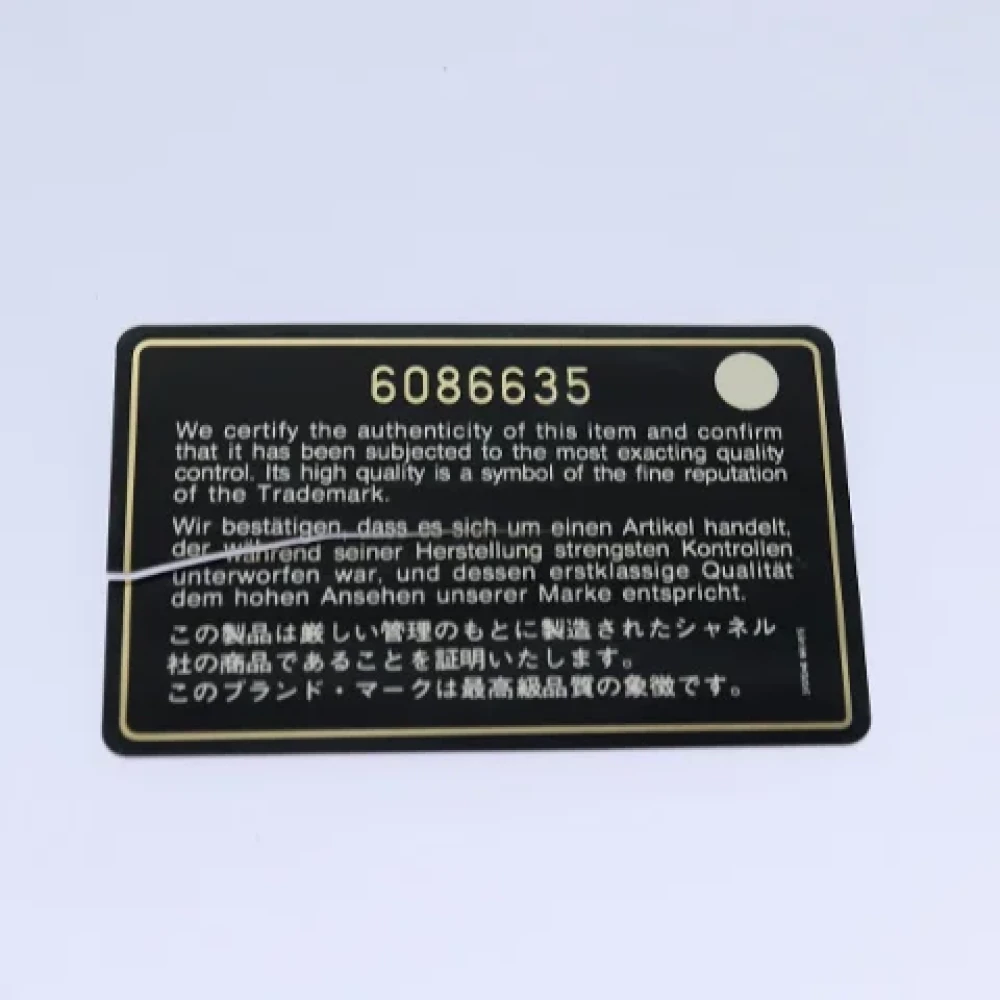 6086635
We certify the authenticity of this item and confirm
that it has been subjected to the most exacting quality
control. Its high quality is a symbol of the fine reputation
of the Trademark.
Wir bestätigen, dass es sich um einen Artikel handelt,
der während seiner Herstellung strengsten Kontrollen
unterworfen war, und dessen erstklassige Qualität
dem hohen Ansehen unserer Marke entspricht.
この製品は厳しい管理のもとに製造されたシャネル
社の商品であることを証明いたします。
このブランド・マークは最高級品質の象徴です。